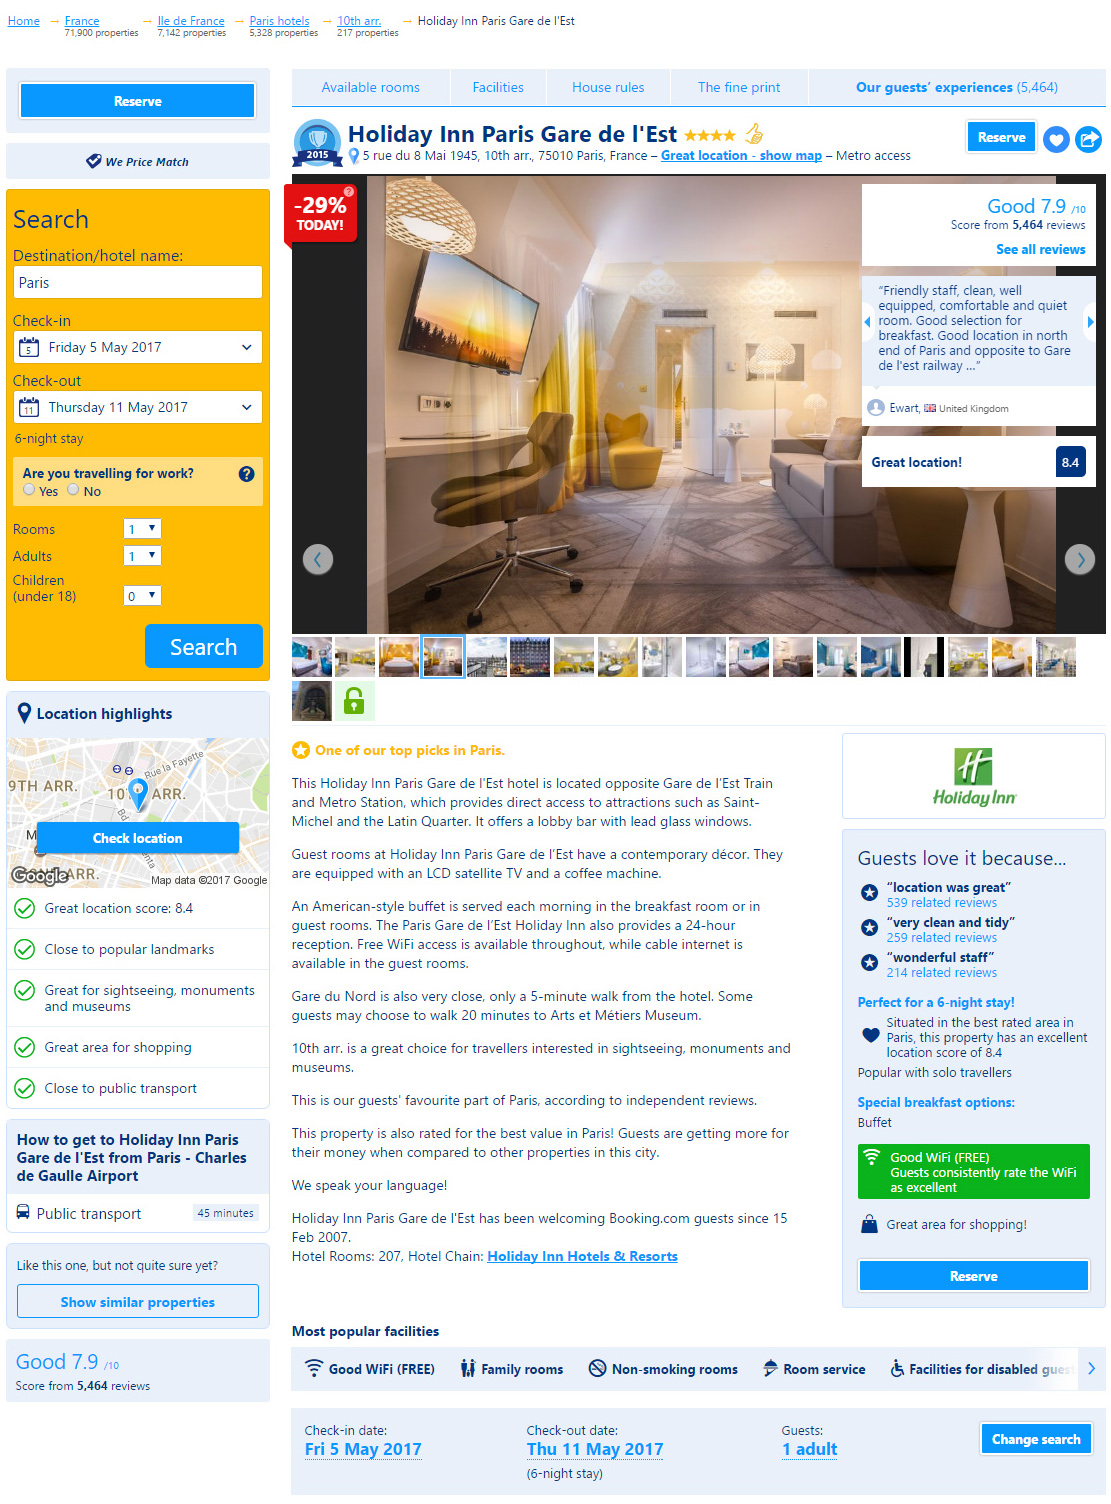 Home → France → Ile de France → Paris hotels → 10th arr. → Holiday Inn Paris Gare de l'Est
71,900 properties 7,142 properties 5,328 properties 217 properties
Reserve
We Price Match
Search
Destination/hotel name:
Paris
Check-in
5 Friday 5 May 2017
Check-out
11 Thursday 11 May 2017
6-night stay
Are you travelling for work? ?
Yes No
Rooms 1
Adults 1
Children
(under 18) 0
Search
Location highlights
9TH ARR.
10
ARR.
Rue la Fayette
Check location
Google
Map data ©2017 Google
Great location score: 8.4
Close to popular landmarks
Great for sightseeing, monuments
and museums
Great area for shopping
Close to public transport
How to get to Holiday Inn Paris
Gare de l'Est from Paris - Charles
de Gaulle Airport
Public transport 45 minutes
Like this one, but not quite sure yet?
Show similar properties
Good 7.9 /10
Score from 5,464 reviews
Available rooms Facilities House rules The fine print Our guests' experiences (5,464)
2015
Holiday Inn Paris Gare de l'Est
Reserve
5 rue du 8 Mai 1945, 10th arr., 75010 Paris, France – Great location - show map – Metro access
-29%
TODAY!
Good 7.9 /10
Score from 5,464 reviews
See all reviews
“Friendly staff, clean, well
equipped, comfortable and quiet
room. Good selection for
breakfast. Good location in north
end of Paris and opposite to Gare
de l'est railway ...”
Ewart, United Kingdom
Great location! 8.4
One of our top picks in Paris.
This Holiday Inn Paris Gare de l'Est hotel is located opposite Gare de l’Est Train
and Metro Station, which provides direct access to attractions such as Saint-
Michel and the Latin Quarter. It offers a lobby bar with lead glass windows.
Guest rooms at Holiday Inn Paris Gare de l’Est have a contemporary décor. They
are equipped with an LCD satellite TV and a coffee machine.
An American-style buffet is served each morning in the breakfast room or in
guest rooms. The Paris Gare de l’Est Holiday Inn also provides a 24-hour
reception. Free WiFi access is available throughout, while cable internet is
available in the guest rooms.
Gare du Nord is also very close, only a 5-minute walk from the hotel. Some
guests may choose to walk 20 minutes to Arts et Métiers Museum.
10th arr. is a great choice for travellers interested in sightseeing, monuments and
museums.
This is our guests' favourite part of Paris, according to independent reviews.
This property is also rated for the best value in Paris! Guests are getting more for
their money when compared to other properties in this city.
We speak your language!
Holiday Inn Paris Gare de l'Est has been welcoming Booking.com guests since 15
Feb 2007.
Hotel Rooms: 207, Hotel Chain: Holiday Inn Hotels & Resorts
H
Holiday Inn
Guests love it because...
“location was great”
539 related reviews
“very clean and tidy”
259 related reviews
“wonderful staff”
214 related reviews
Perfect for a 6-night stay!
Situated in the best rated area in
Paris, this property has an excellent
location score of 8.4
Popular with solo travellers
Special breakfast options:
Buffet
Good WiFi (FREE)
Guests consistently rate the WiFi
as excellent
Great area for shopping!
Reserve
Most popular facilities
Good WiFi (FREE) Family rooms Non-smoking rooms Room service Facilities for disabled guest
Check-in date: Check-out date: Guests:
Fri 5 May 2017 Thu 11 May 2017 1 adult
(6-night stay)
Change search